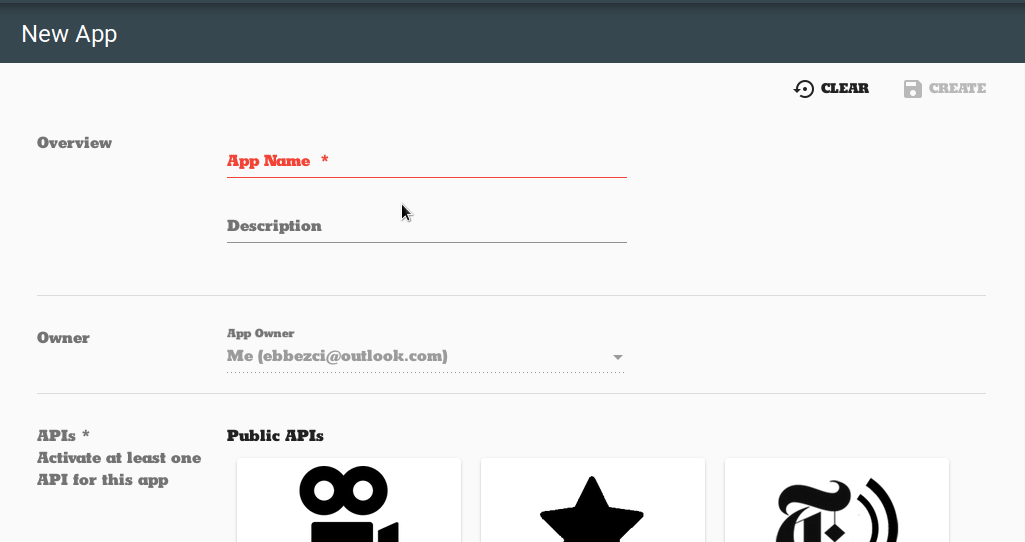 New App
CLEAR
CREATE
Overview
App Name *
Description
Owner
App Owner
Me (ebbezci@outlook.com)
APIs *
Activate at least one
API for this app
Public APIs